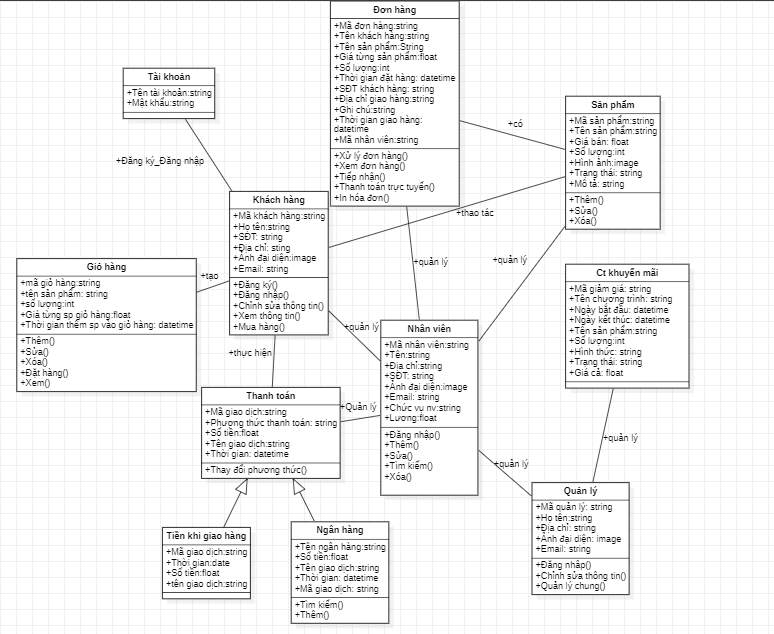 Đơn hàng
+Mã đơn hàng:string
+Tên khách hàng:string
+Tên sản phẩm:String
+Giá từng sản phẩm:float
+Số lượng:int
+Thời gian đặt hàng: datetime
+SĐT khách hàng: string
+Địa chỉ giao hàng:string
+Ghi chú:string
+Thời gian giao hàng:
datetime
+Mã nhân viên:string
+Xử lý đơn hàng()
+Xem đơn hàng()
+Tiếp nhận()
+Thanh toán trực tuyến()
+In hóa đơn()
Tài khoản
+Tên tài khoản:string
+Mật khẩu:string
+Đăng ký_Đăng nhập
+có
Sản phẩm
+Mã sản phẩm:string
+Tên sản phẩm:string
+Giá bán: float
+Số lượng:int
+Hình ảnh:image
+Trạng thái: string
+Mô tả: string
+Thêm()
+Sửa()
+Xóa()
Khách hàng
+Mã khách hàng:string
+Họ tên:string
+SĐT: string
+Địa chỉ: sting
+Ảnh đại diện:image
+Email: string
+Đăng ký()
+Đăng nhập()
+Chỉnh sửa thông tin()
+Xem thông tin()
+Mua hàng()
+thao tác
+quản lý
+quản lý
+tạo
Giỏ hàng
+mã giỏ hàng:string
+tên sản phẩm: string
+số lượng:int
+Giá từng sp giỏ hàng:float
+Thời gian thêm sp vào giỏ hàng: datetime
+Thêm()
+Sửa()
+Xóa()
+Đặt hàng()
+Xem()
Ct khuyến mãi
+Mã giảm giá: string
+Tên chương trình: string
+Ngày bắt đầu: datetime
+Ngày kết thúc: datetime
+Tên sản phẩm:string
+Số lượng:int
+Hình thức: string
+Trạng thái: string
+Giá cả: float
+quản lý
Nhân viên
+Mã nhân viên:string
+Tên:string
+Địa chỉ:string
+SĐT: string
+Ảnh đại diện:image
+Email: string
+Chức vụ nv:string
+Lương:float
+Đăng nhập()
+Thêm()
+Sửa()
+Tìm kiếm()
+Xóa()
+thực hiện
Thanh toán
+Mã giao dịch:string
+Phương thức thanh toán: string
+Số tiền:float
+Tên giao dịch:string
+Thời gian: datetime
+Thay đổi phương thức()
+Quản lý
+quản lý
+quản lý
Quản lý
+Mã quản lý: string
+Họ tên:string
+Địa chỉ: string
+Ảnh đại diện: image
+Email: string
+Đăng nhập()
+Chỉnh sửa thông tin()
+Quản lý chung()
Tiền khi giao hàng
+Mã giao dịch:string
+Thời gian:date
+Số tiền:float
+tên giao dịch:string
Ngân hàng
+Tên ngân hàng:string
+Số tiền:float
+Tên giao dịch:string
+Thời gian: datetime
+Mã giao dịch: string
+Tìm kiếm()
+Thêm()